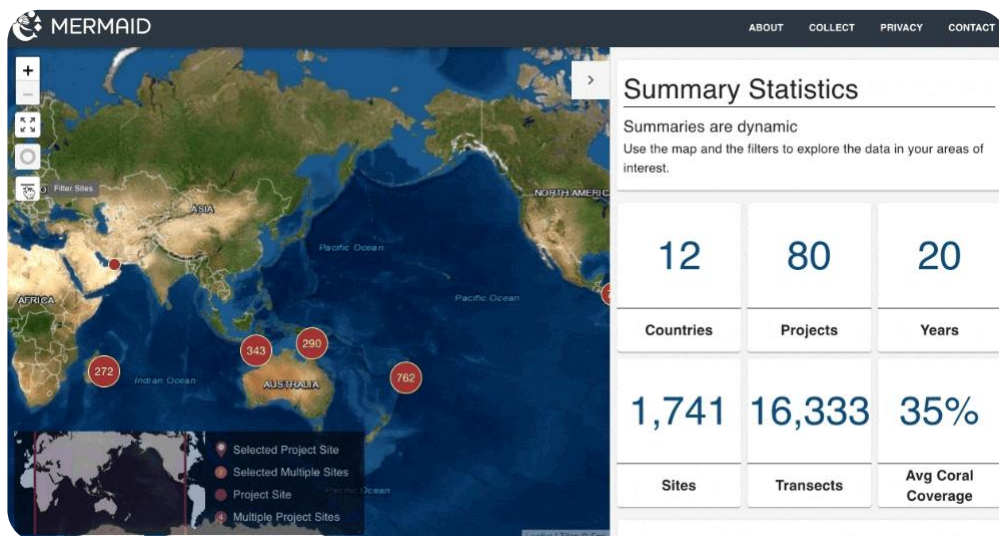 MERMAID
ABOUT COLLECT PRIVACY CONTACT
+
Filter Sites
ASIA
NORTH AMERIC
Pacific Ocean
Pacific Ocean
AFRICA
343
290
272
Indian Ocean
AUSTRALIA
762
Selected Project Site
Selected Multiple Sites
Project Site
Pacific Ocean
Multiple Project Sites
Summary Statistics
Summaries are dynamic
Use the map and the filters to explore the data in your areas of
interest.
12 80 20
Countries Projects Years
1,741 16,333 35%
Sites Transects Avg Coral
Coverage